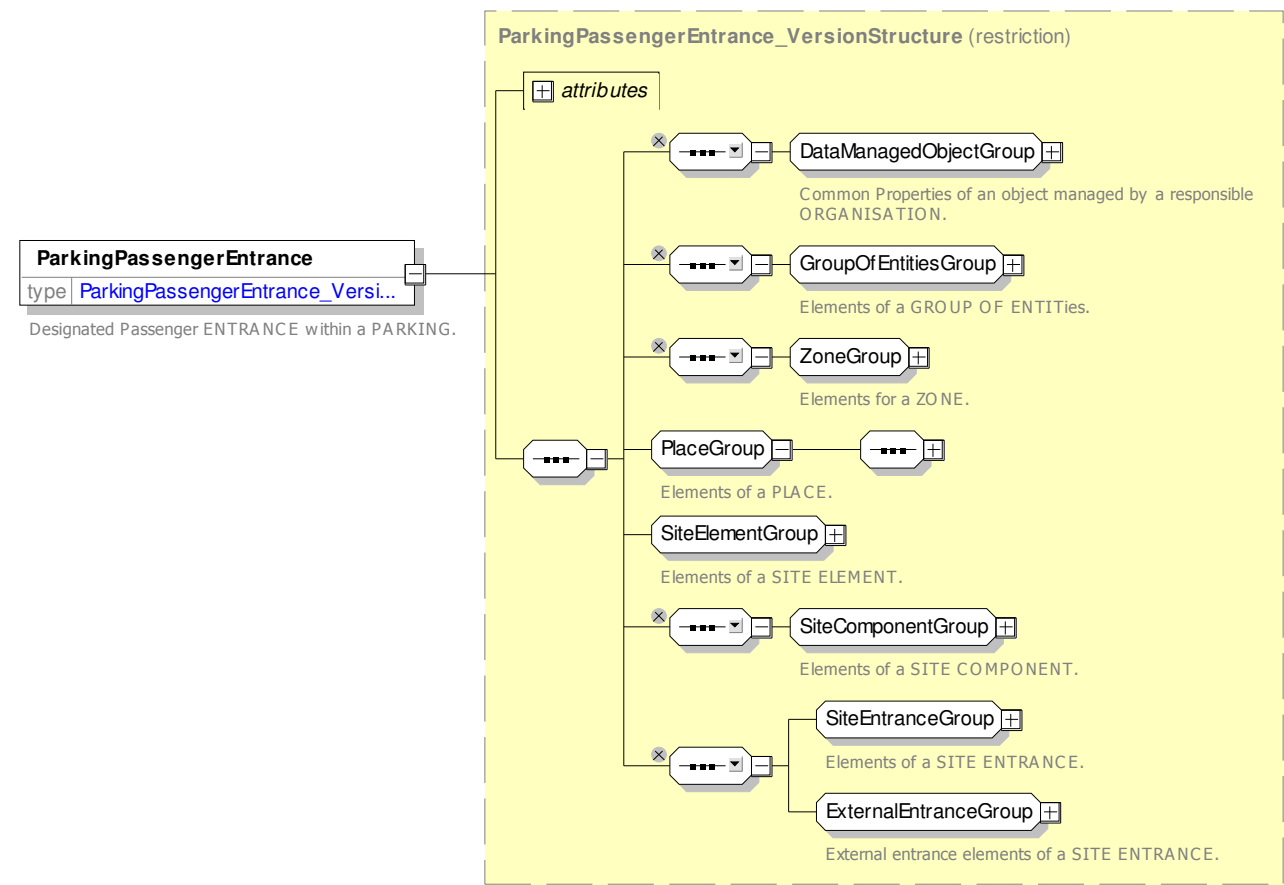 ParkingPassengerEntrance_VersionStructure (restriction)
attributes
DataManagedObjectGroup
Common Properties of an object managed by a responsible
ORGANISATION.
ParkingPassengerEntrance
type ParkingPassengerEntrance_Versi...
Designated Passenger ENTRANCE within a PARKING.
GroupOfEntitiesGroup
Elements of a GROUP OF ENTITies.
ZoneGroup
Elements for a ZONE.
PlaceGroup
Elements of a PLACE.
SiteElementGroup
Elements of a SITE ELEMENT.
SiteComponentGroup
Elements of a SITE COMPONENT.
SiteEntranceGroup
Elements of a SITE ENTRANCE.
ExternalEntranceGroup
External entrance elements of a SITE ENTRANCE.